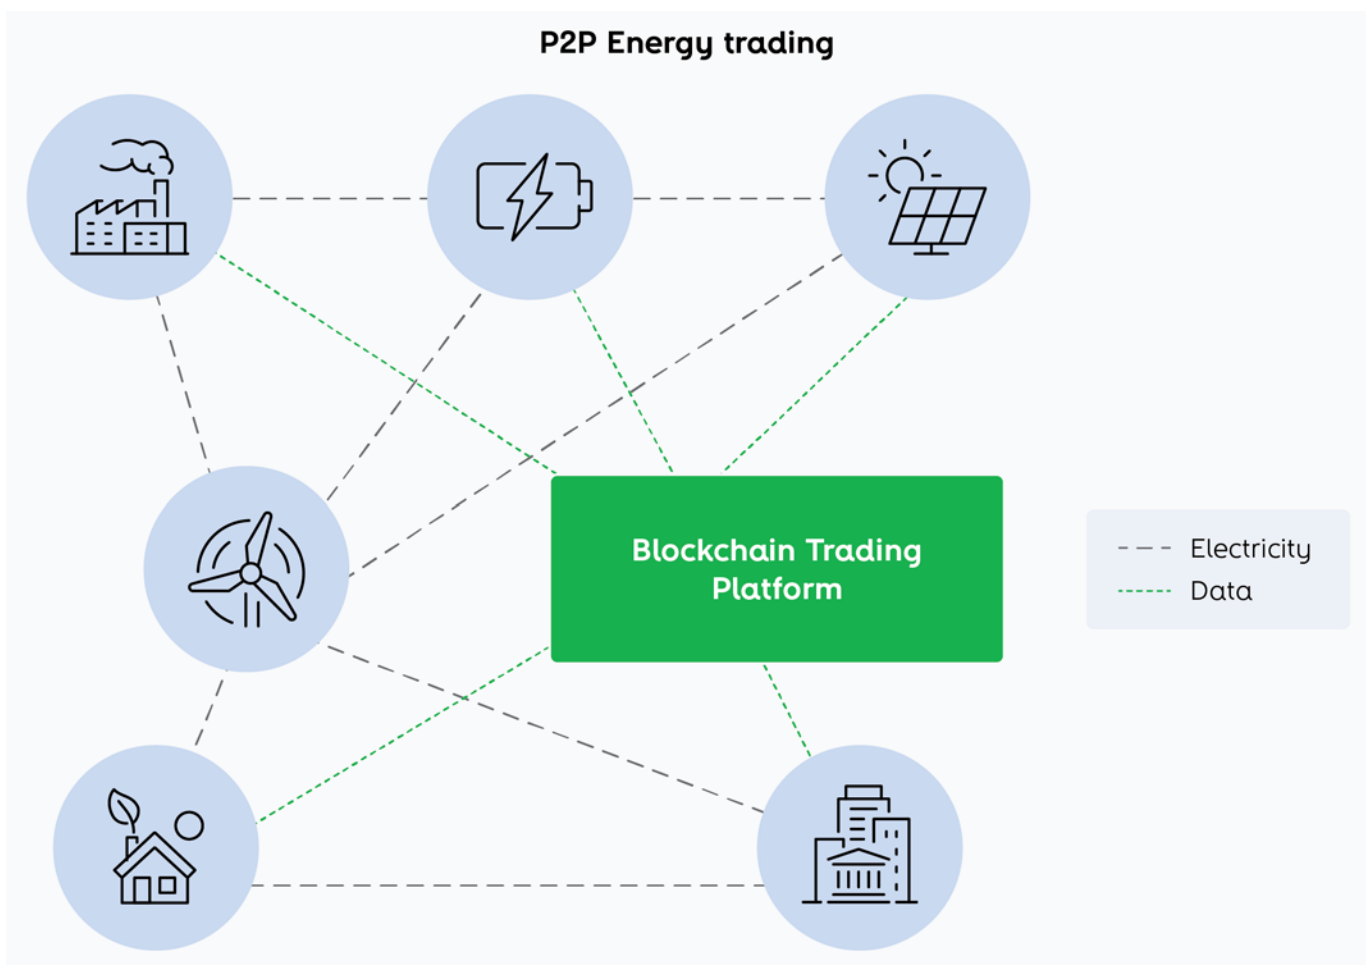 P2P Energy trading
Blockchain Trading
Platform
Electricity
Data